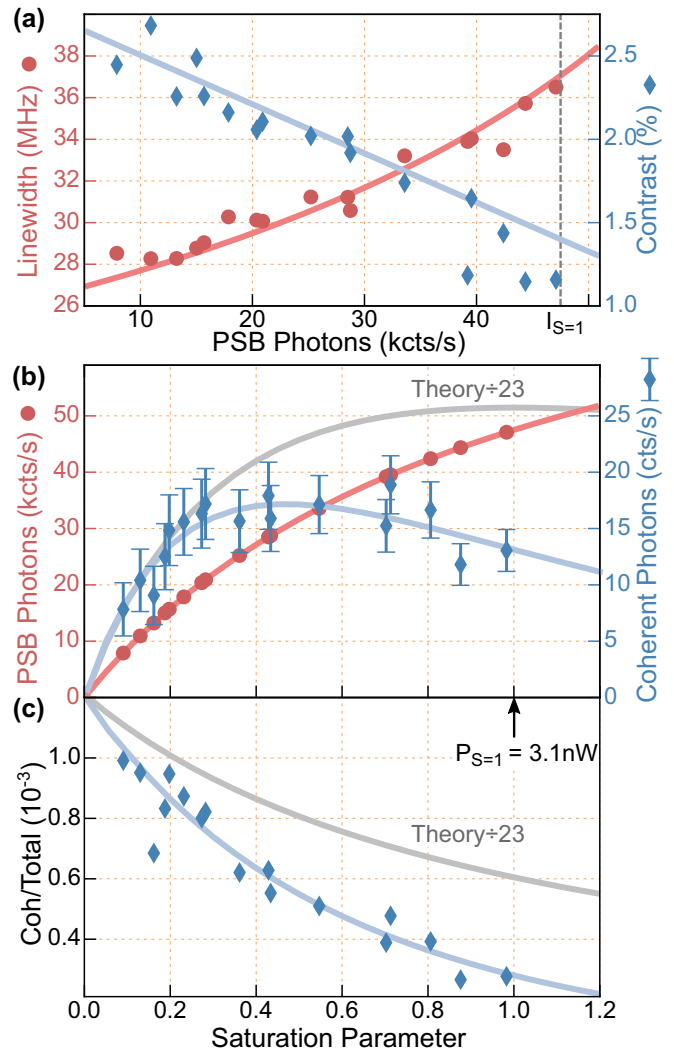 (a)
38
36
34
32
30
28
26
Linewidth (MHz)
2.5
2.0
1.5
1.0
Contrast (%)
10
20
30
40
I_S=1
PSB Photons (kcts/s)
(b)
Theory÷23
50
40
30
20
10
0
PSB Photons (kcts/s)
25
20
15
10
5
0
Coherent Photons (cts/s)
(c)
P_S=1 = 3.1nW
Theory÷23
1.0
0.8
0.6
0.4
Coh/Total (10⁻³)
0.0
0.2
0.4
0.6
0.8
1.0
1.2
Saturation Parameter